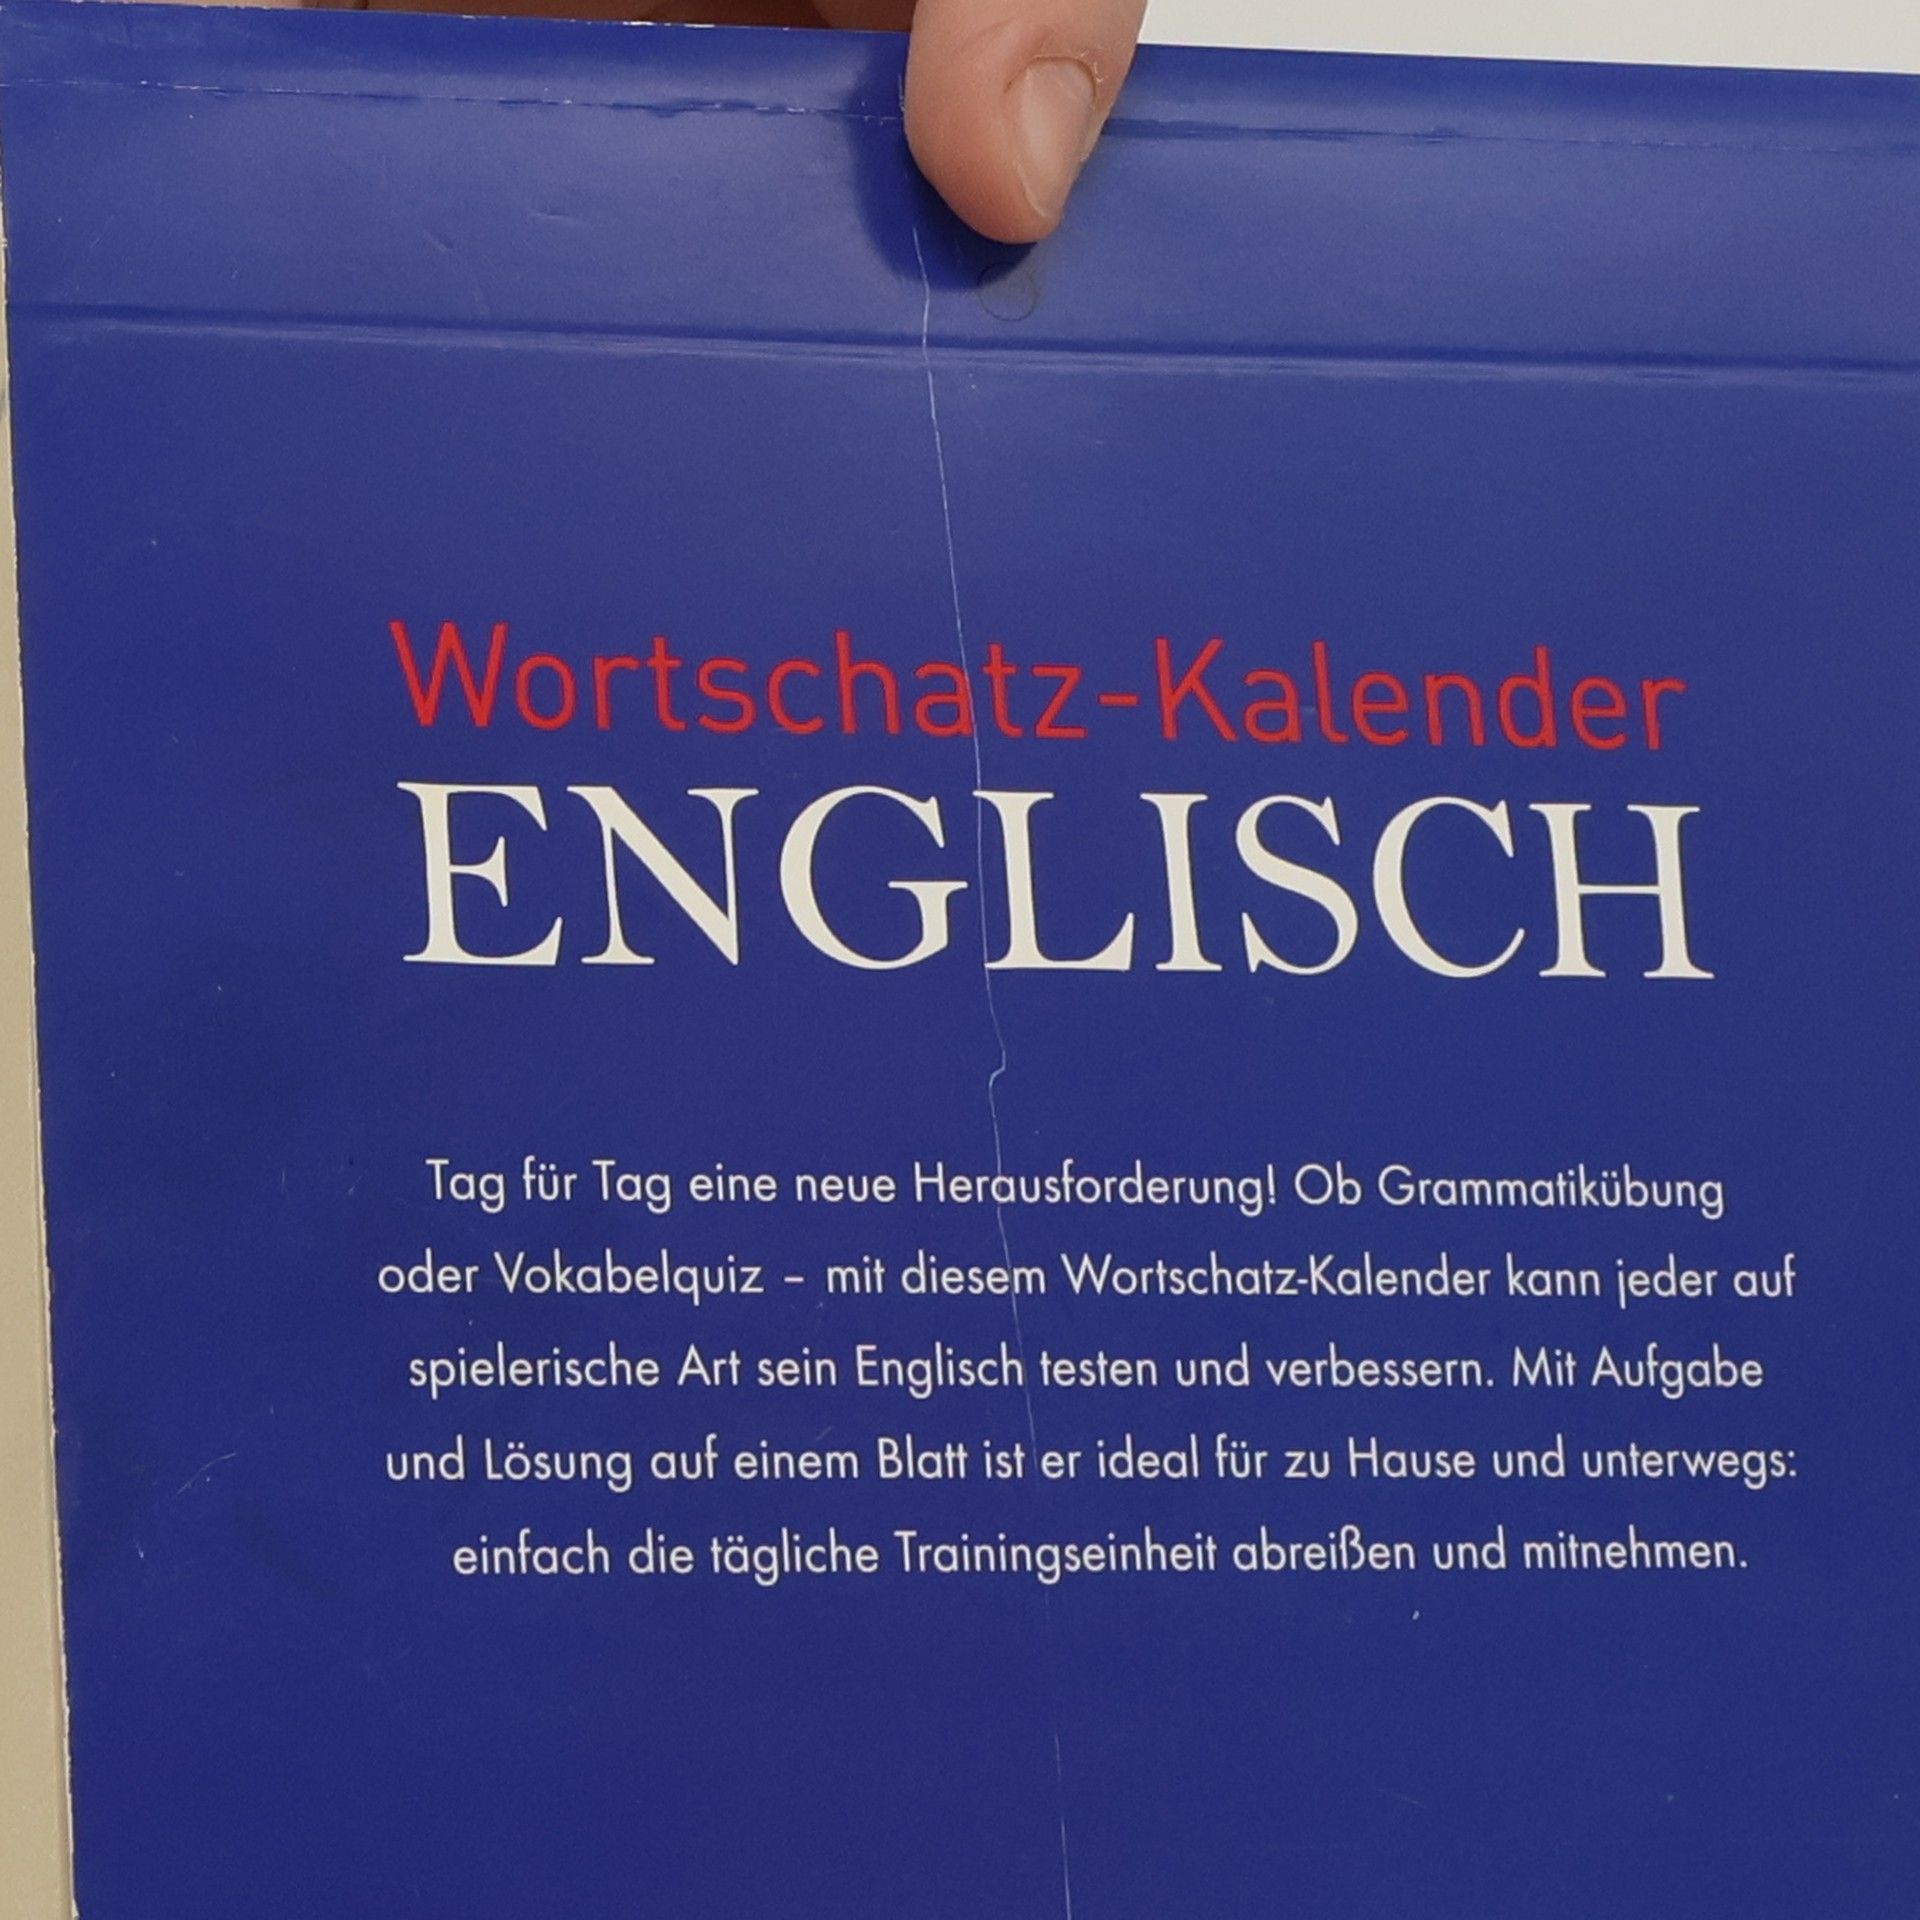 Wortschatz-Kalender
ENGLISCH
Tag für Tag eine neue Herausforderung! Ob Grammatikübung
oder Vokabelquiz – mit diesem Wortschatz-Kalender kann jeder auf
spielerische Art sein Englisch testen und verbessern. Mit Aufgabe
und Lösung auf einem Blatt ist er ideal für zu Hause und unterwegs:
einfach die tägliche Trainingseinheit abreißen und mitnehmen.